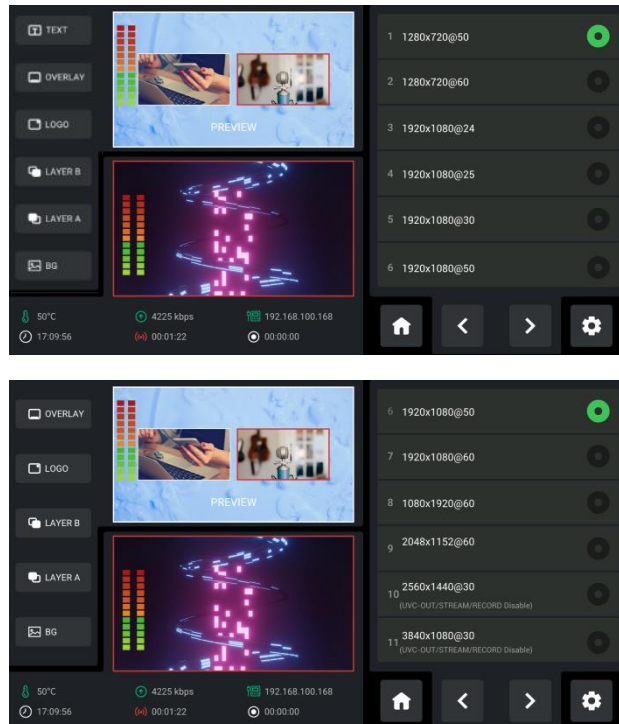 TEXT
OVERLAY
LOGO
LAYER B
LAYER A
BG
PREVIEW
50°C
4225 kbps
192.168.100.168
17:09:56
00:01:22
00:00:00
1 1280x720@50
2 1280x720@60
3 1920x1080@24
4 1920x1080@25
5 1920x1080@30
6 1920x1080@50
OVERLAY
LOGO
LAYER B
LAYER A
BG
PREVIEW
50°C
4225 kbps
192.168.100.168
17:09:56
00:01:22
00:00:00
6 1920x1080@50
7 1920x1080@60
8 1080x1920@60
9 2048x1152@60
10 2560x1440@30
(UVC-OUT/STREAM/RECORD Disable)
11 3840x1080@30
(UVC-OUT/STREAM/RECORD Disable)